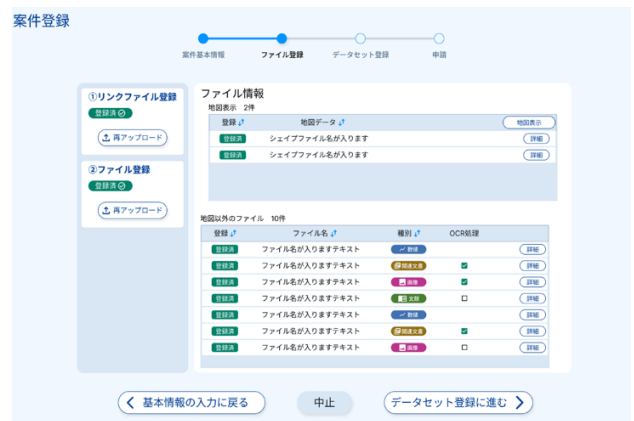 案件登録
案件基本情報 ファイル登録 データセット登録 申請
①リンクファイル登録
登録済
再アップロード
②ファイル登録
登録済
再アップロード
ファイル情報
地図表示 2件
登録 地図データ 地図表示
登録済 シェイプファイル名が入ります 詳細
登録済 シェイプファイル名が入ります 詳細
地図以外のファイル 10件
登録 ファイル名 種別 OCR処理
登録済 ファイル名が入りますテキスト 数値 詳細
登録済 ファイル名が入りますテキスト 関連文書 詳細
登録済 ファイル名が入りますテキスト 画像 詳細
登録済 ファイル名が入りますテキスト 文献 詳細
登録済 ファイル名が入りますテキスト 数値 詳細
登録済 ファイル名が入りますテキスト 関連文書 詳細
登録済 ファイル名が入りますテキスト 画像 詳細
基本情報の入力に戻る 中止 データセット登録に進む